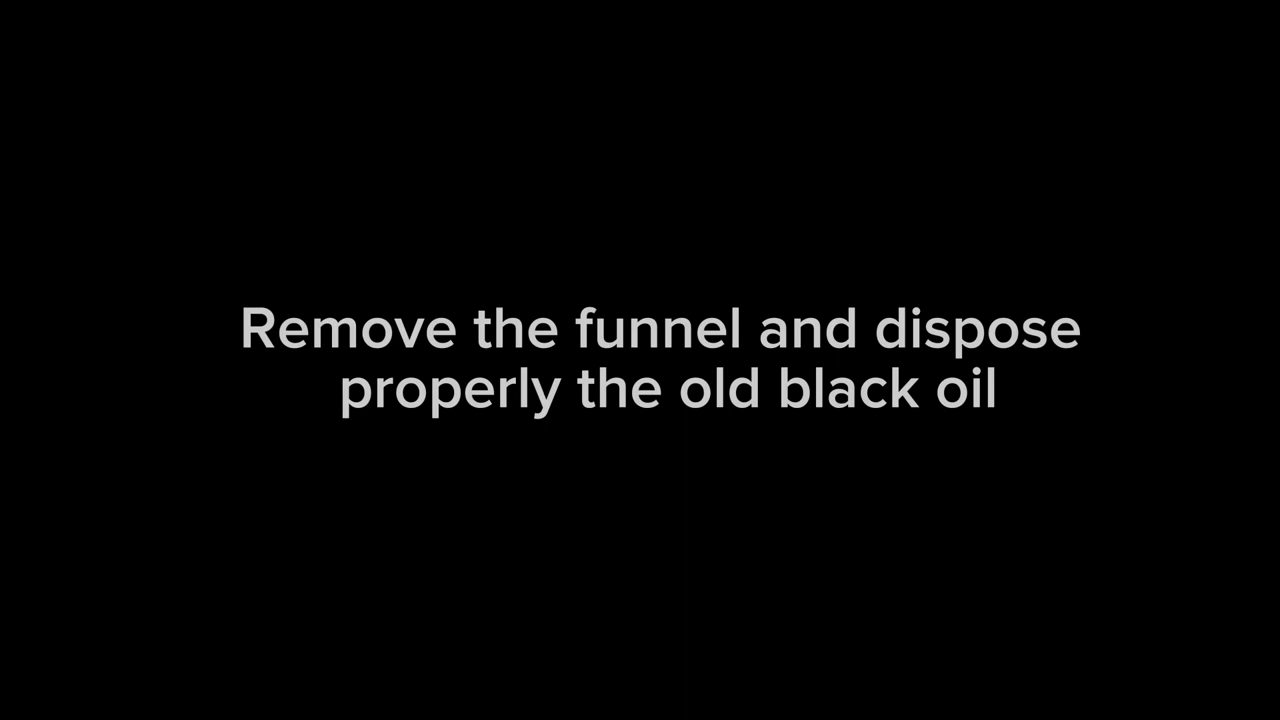 Remove the funnel and dispose
properly the old black oil